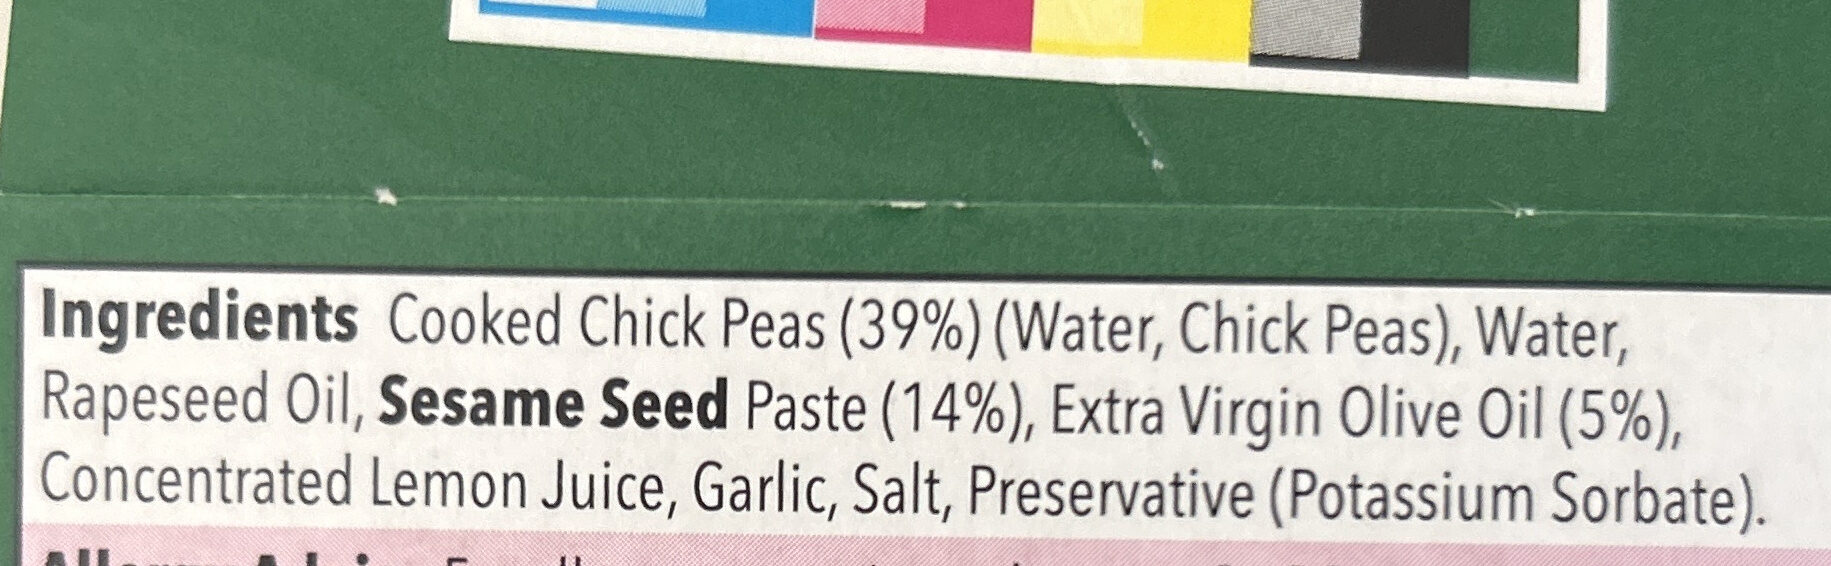 Ingredients Cooked Chick Peas (39%) (Water, Chick Peas), Water,
Rapeseed Oil, Sesame Seed Paste (14%), Extra Virgin Olive Oil (5%),
Concentrated Lemon Juice, Garlic, Salt, Preservative (Potassium Sorbate).